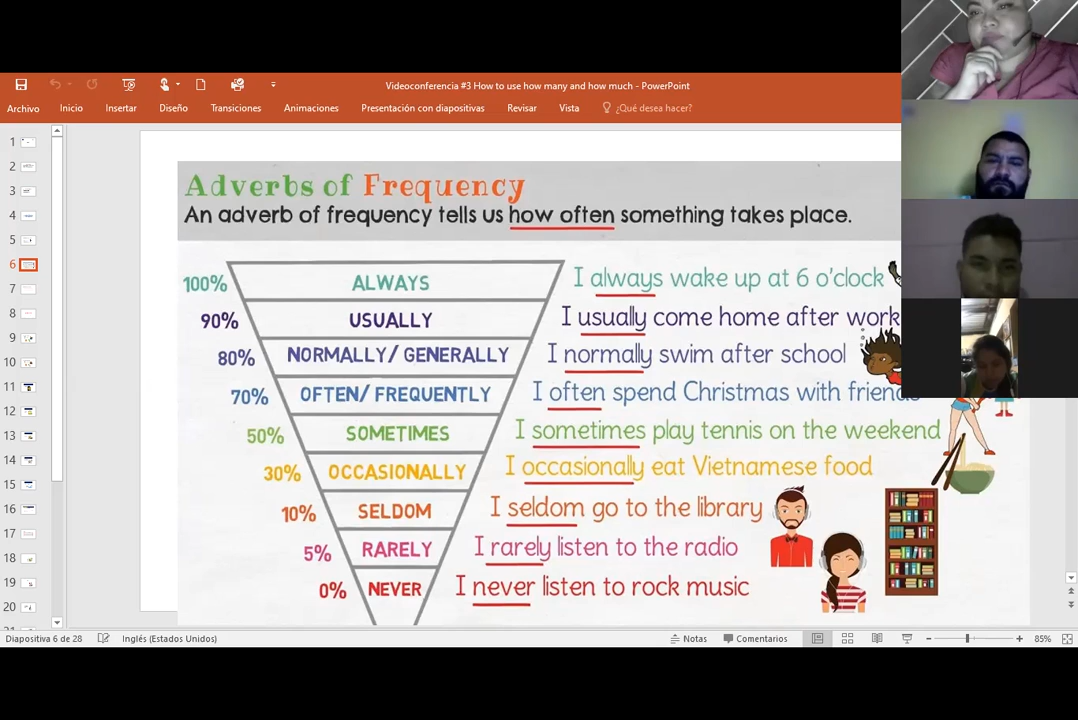 Videoconferencia #3 How to use how many and how much - PowerPoint
Archivo Inicio Insertar Diseño Transiciones Animaciones Presentación con diapositivas Revisar Vista ¿Qué desea hacer?
1
2
3
4
5
6
7
8
9
10
11
12
13
14
15
16
17
18
19
20
Adverbs of Frequency
An adverb of frequency tells us how often something takes place.
100% ALWAYS I always wake up at 6 o'clock
90% USUALLY I usually come home after work
80% NORMALLY/ GENERALLY I normally swim after school
70% OFTEN/ FREQUENTLY I often spend Christmas with friends
50% SOMETIMES I sometimes play tennis on the weekend
30% OCCASIONALLY I occasionally eat Vietnamese food
10% SELDOM I seldom go to the library
5% RARELY I rarely listen to the radio
0% NEVER I never listen to rock music
Diapositiva 6 de 28 Inglés (Estados Unidos) Notas Comentarios 85%